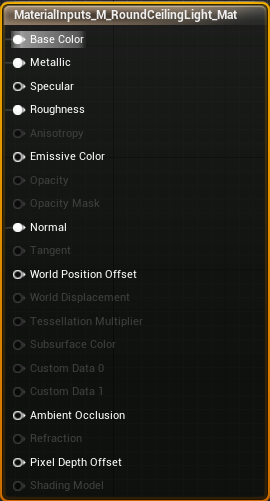 MaterialInputs_M_RoundCeilingLight_Mat
Base Color
Metallic
Specular
Roughness
Anisotropy
Emissive Color
Opacity
Opacity Mask
Normal
Tangent
World Position Offset
World Displacement
Tessellation Multiplier
Subsurface Color
Custom Data 0
Custom Data 1
Ambient Occlusion
Refraction
Pixel Depth Offset
Shading Model